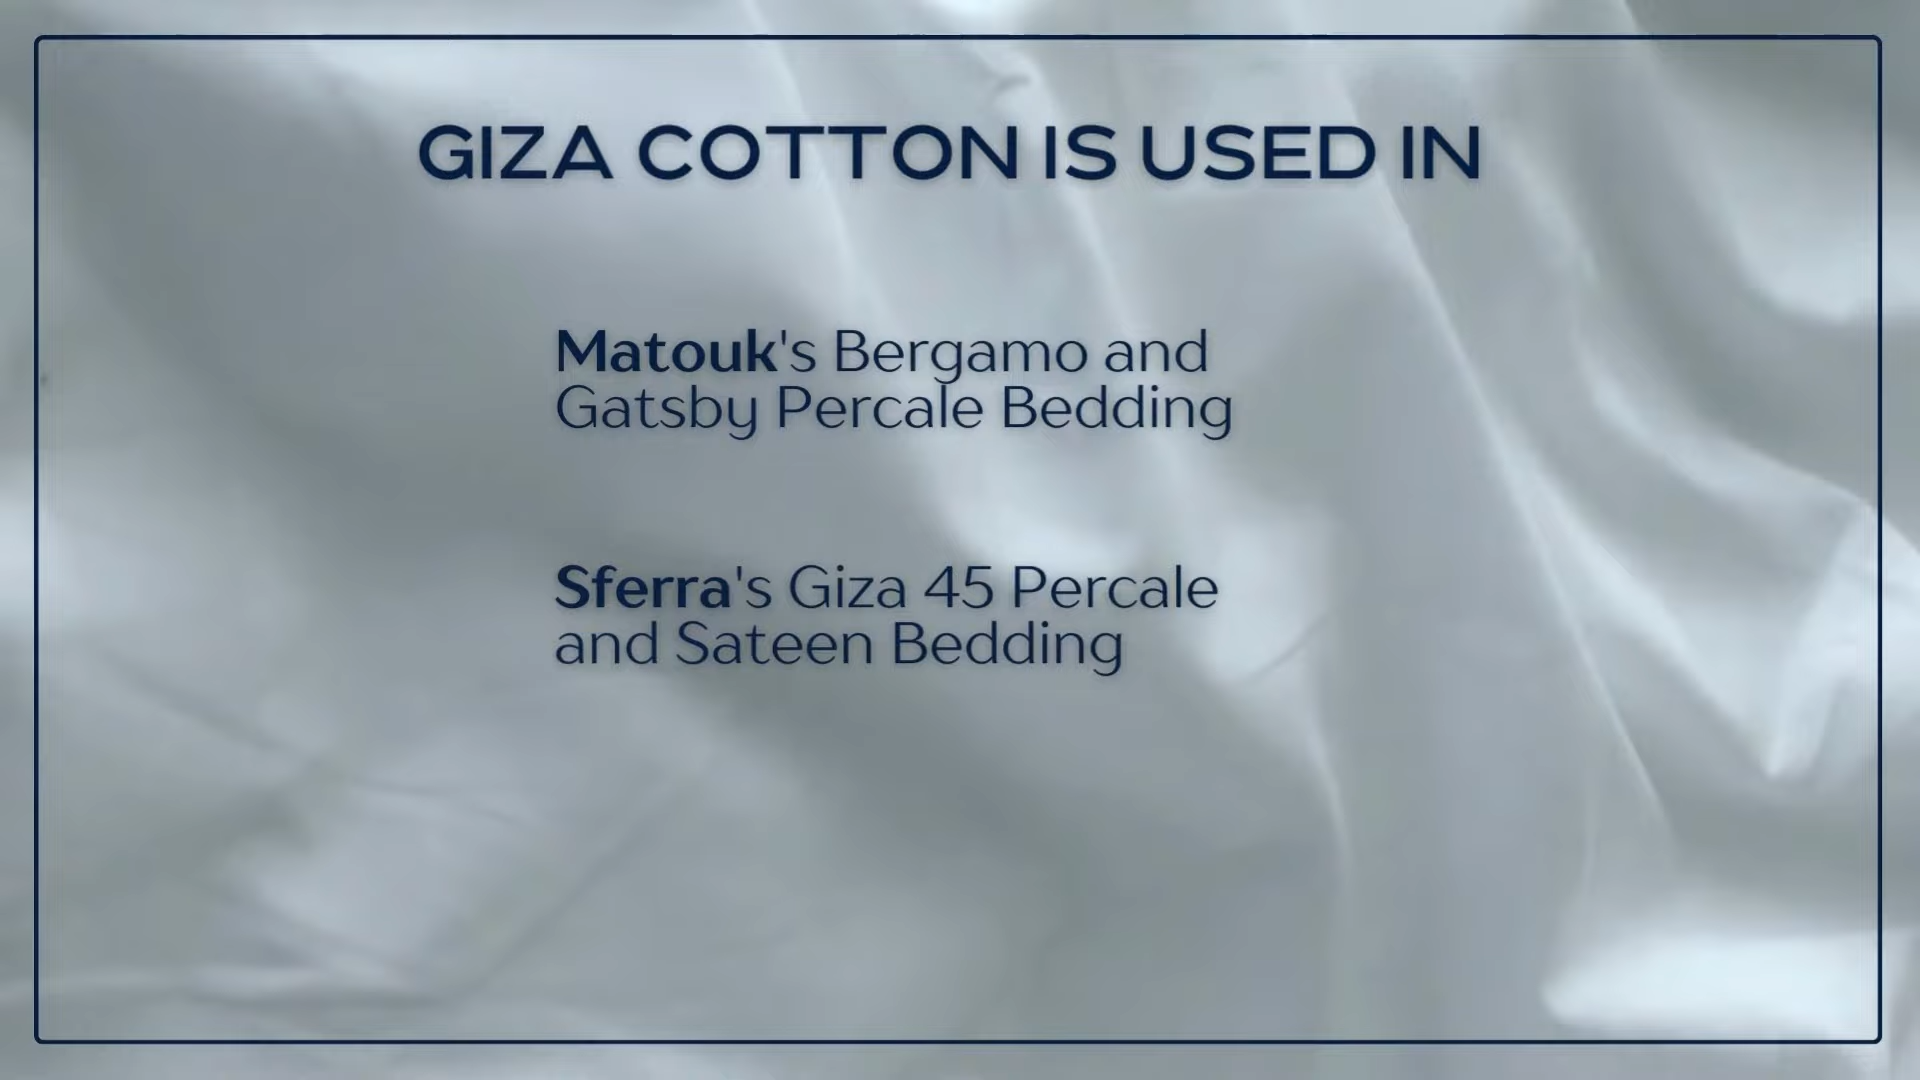 GIZA COTTON IS USED IN
Matouk's Bergamo and
Gatsby Percale Bedding
Sferra's Giza 45 Percale
and Sateen Bedding